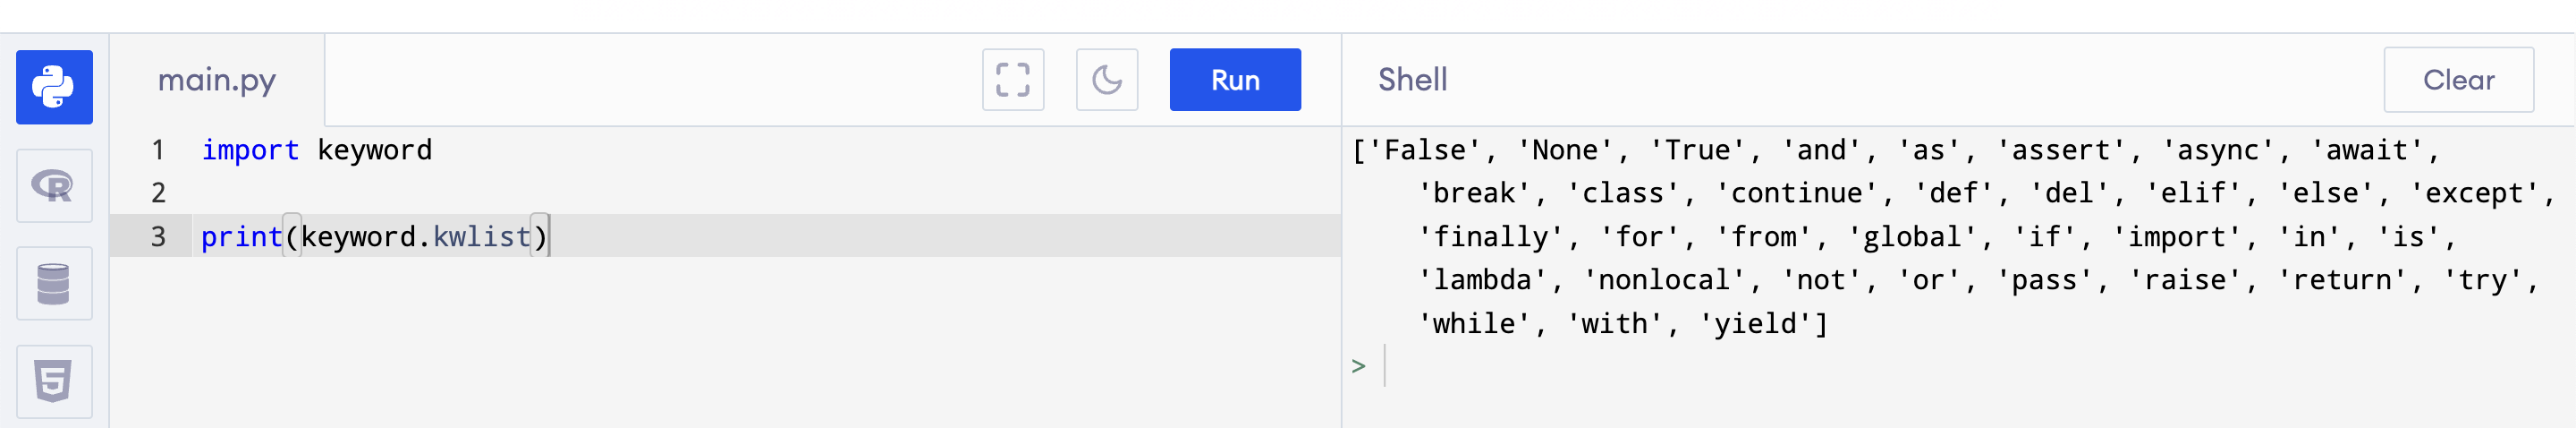 main.py
Run
Shell
Clear
1 import keyword
2
3 print(keyword.kwlist)
['False', 'None', 'True', 'and', 'as', 'assert', 'async', 'await',
'break', 'class', 'continue', 'def', 'del', 'elif', 'else', 'except',
'finally', 'for', 'from', 'global', 'if', 'import', 'in', 'is',
'lambda', 'nonlocal', 'not', 'or', 'pass', 'raise', 'return', 'try',
'while', 'with', 'yield']
>
R
5